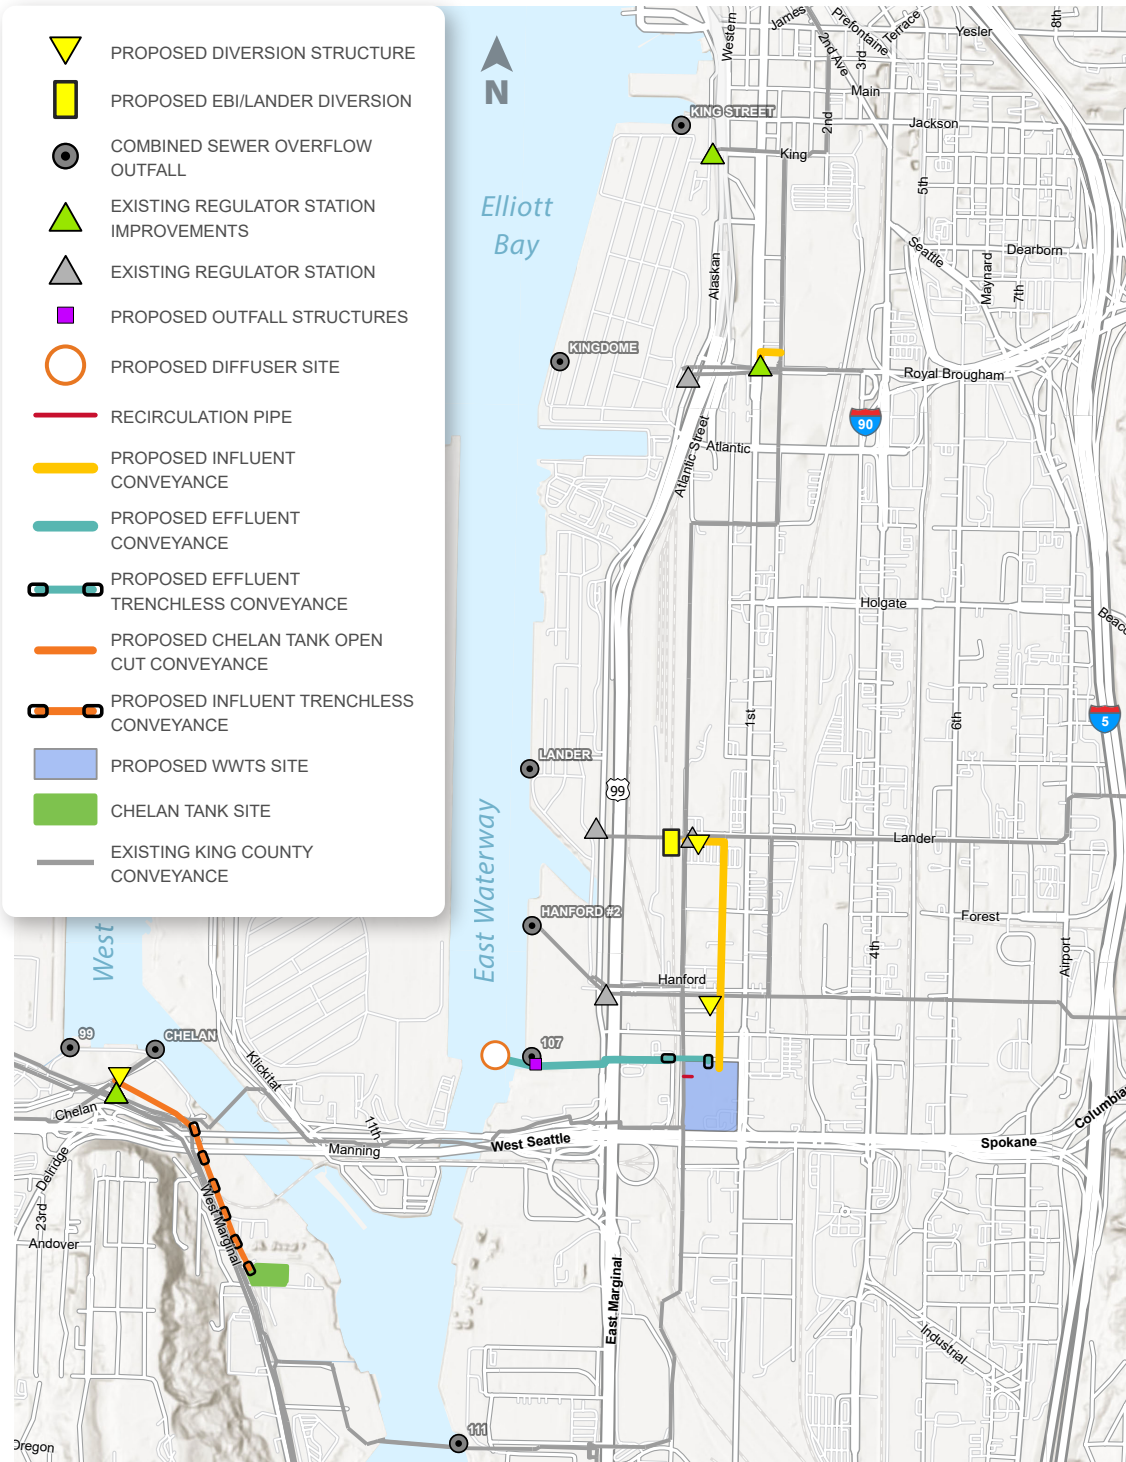 PROPOSED DIVERSION STRUCTURE
PROPOSED EBI/LANDER DIVERSION
COMBINED SEWER OVERFLOW
OUTFALL
EXISTING REGULATOR STATION
IMPROVEMENTS
EXISTING REGULATOR STATION
PROPOSED OUTFALL STRUCTURES
PROPOSED DIFFUSER SITE
RECIRCULATION PIPE
PROPOSED INFLUENT
CONVEYANCE
PROPOSED EFFLUENT
CONVEYANCE
PROPOSED EFFLUENT
TRENCHLESS CONVEYANCE
PROPOSED CHELAN TANK OPEN
CUT CONVEYANCE
PROPOSED INFLUENT TRENCHLESS
CONVEYANCE
PROPOSED WWTS SITE
CHELAN TANK SITE
EXISTING KING COUNTY
CONVEYANCE
N
Western
James
Prefontaine
Terrace
Yesler
8th
2nd Ave
3rd
Main
KING STREET
2nd
Jackson
King
5th
Elliott
Bay
Seattle
Dearborn
Alaskan
Maynard
7th
KINGDOME
Royal Brougham
90
Atlantic Street
Atlantic
Holgate
Beaco
1st
6th
5
LANDER
99
Lander
East Waterway
HANFORD #2
Forest
West
4th
Airport
Hanford
99
CHELAN
107
Klickitat
Chelan
11th
Columbia
Manning
West Seattle
Spokane
Delridge
23rd
West Marginal
Andover
East Marginal
Industrial
111
Oregon